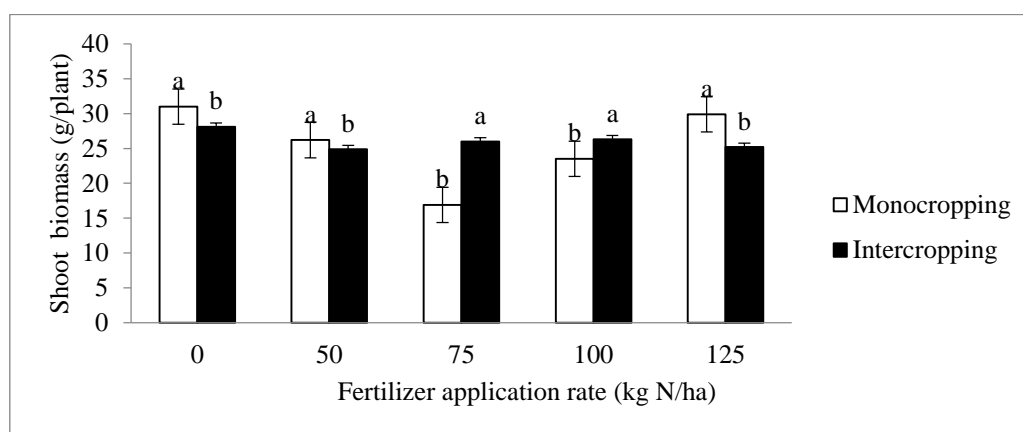 Shoot biomass (g/plant)
40
35
30
25
20
15
10
5
0
a
b
a
b
b
a
b
a
a
b
0
50
75
100
125
Fertilizer application rate (kg N/ha)
Monocropping
Intercropping